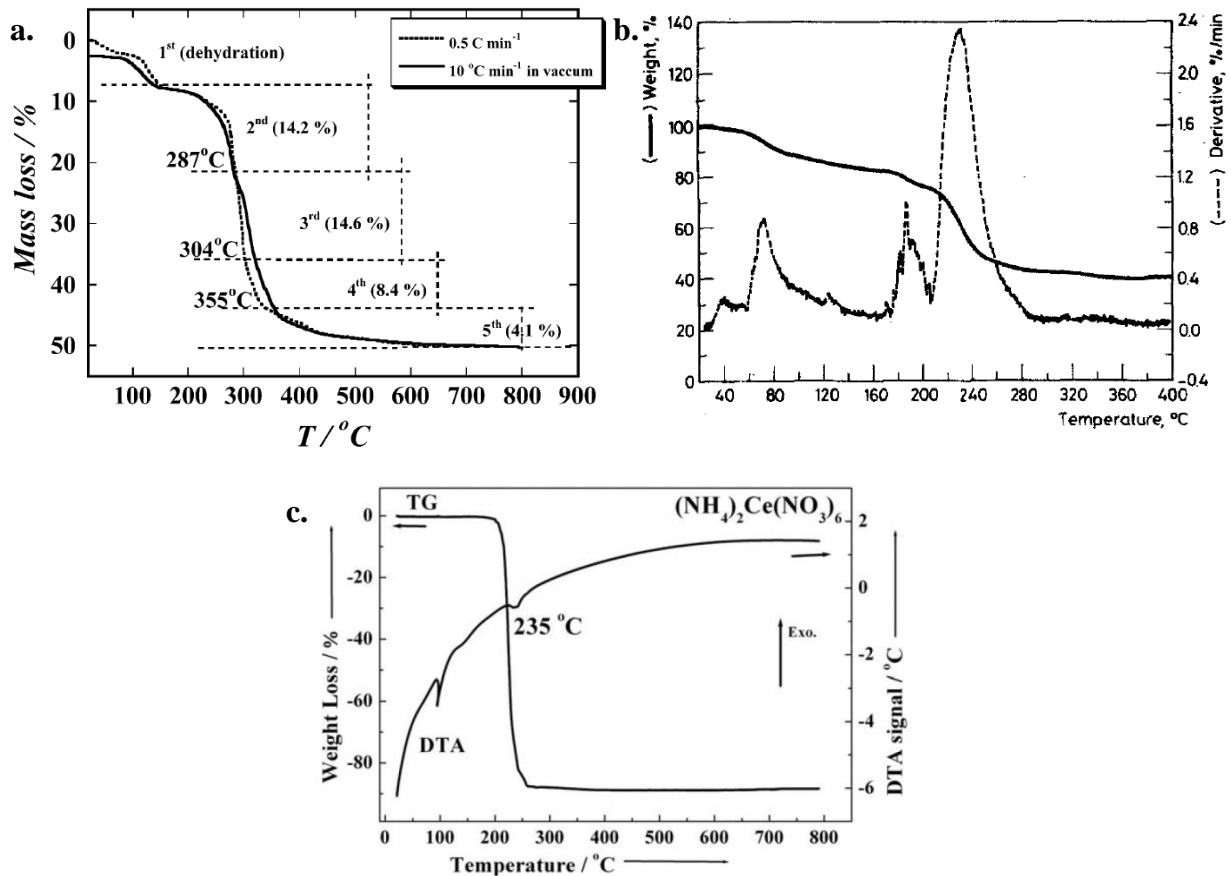 a.
0.5 C min⁻¹
10 °C min⁻¹ in vaccum
1ˢᵗ (dehydration)
2ⁿᵈ (14.2 %)
287°C
3ʳᵈ (14.6 %)
304°C
355°C
4ᵗʰ (8.4 %)
5ᵗʰ (4.1 %)
Mass loss / %
0
10
20
30
40
50
100 200 300 400 500 600 700 800 900
T / °C
b.
(——) Weight, %
140
120
100
80
60
40
20
0
2.4
2.0
1.6
1.2
0.8
0.4
0.0
-0.4
(----) Derivative, %/min
40 80 120 160 200 240 280 320 360 400
Temperature, °C
c.
TG
(NH₄)₂Ce(NO₃)₆
235 °C
Exo.
DTA
Weight Loss / %
0
-20
-40
-60
-80
2
0
-2
-4
-6
DTA signal / °C
0 100 200 300 400 500 600 700 800
Temperature / °C